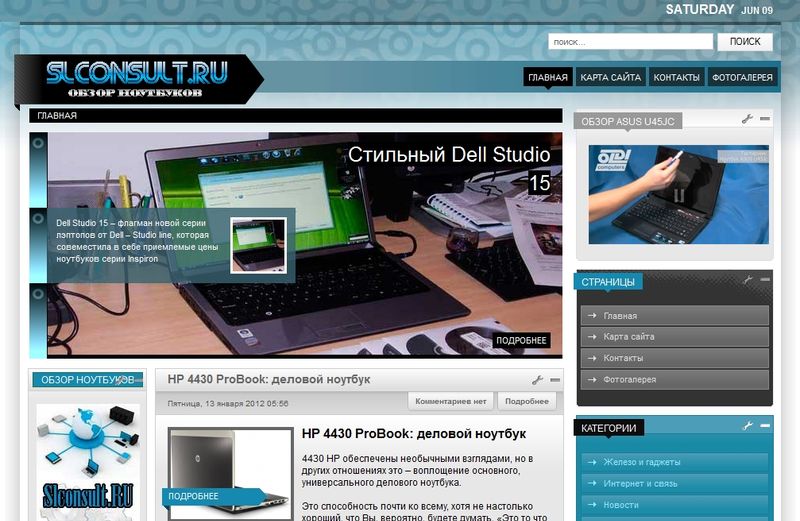 SATURDAY JUN 09
поиск...
ПОИСК
SLCONSULT.RU
ОБЗОР НОУТБУКОВ
ГЛАВНАЯ КАРТА САЙТА КОНТАКТЫ ФОТОГАЛЕРЕЯ
ГЛАВНАЯ
Стильный Dell Studio
15
Dell Studio 15 – флагман новой серии
лэптопов от Dell – Studio line, которая
совместила в себе приемлемые цены
ноутбуков серии Inspiron
ПОДРОБНЕЕ
ОБЗОР ASUS U45JC
OLDI
computers
СТРАНИЦЫ
Главная
Карта сайта
Контакты
Фотогалерея
ОБЗОР НОУТБУКОВ
Slconsult.RU
HP 4430 ProBook: деловой ноутбук
Пятница, 13 января 2012 05:56
Комментариев нет
Подробнее
ПОДРОБНЕЕ
HP 4430 ProBook: деловой ноутбук
4430 HP обеспечены необычными взглядами, но в
других отношениях это – воплощение основного,
универсального делового ноутбука.
Это способность почти ко всему, хотя не настолько
хороший, что Вы, вероятно, будете думать, «Это то что
КАТЕГОРИИ
Железо и гаджеты
Интернет и связь
Новости